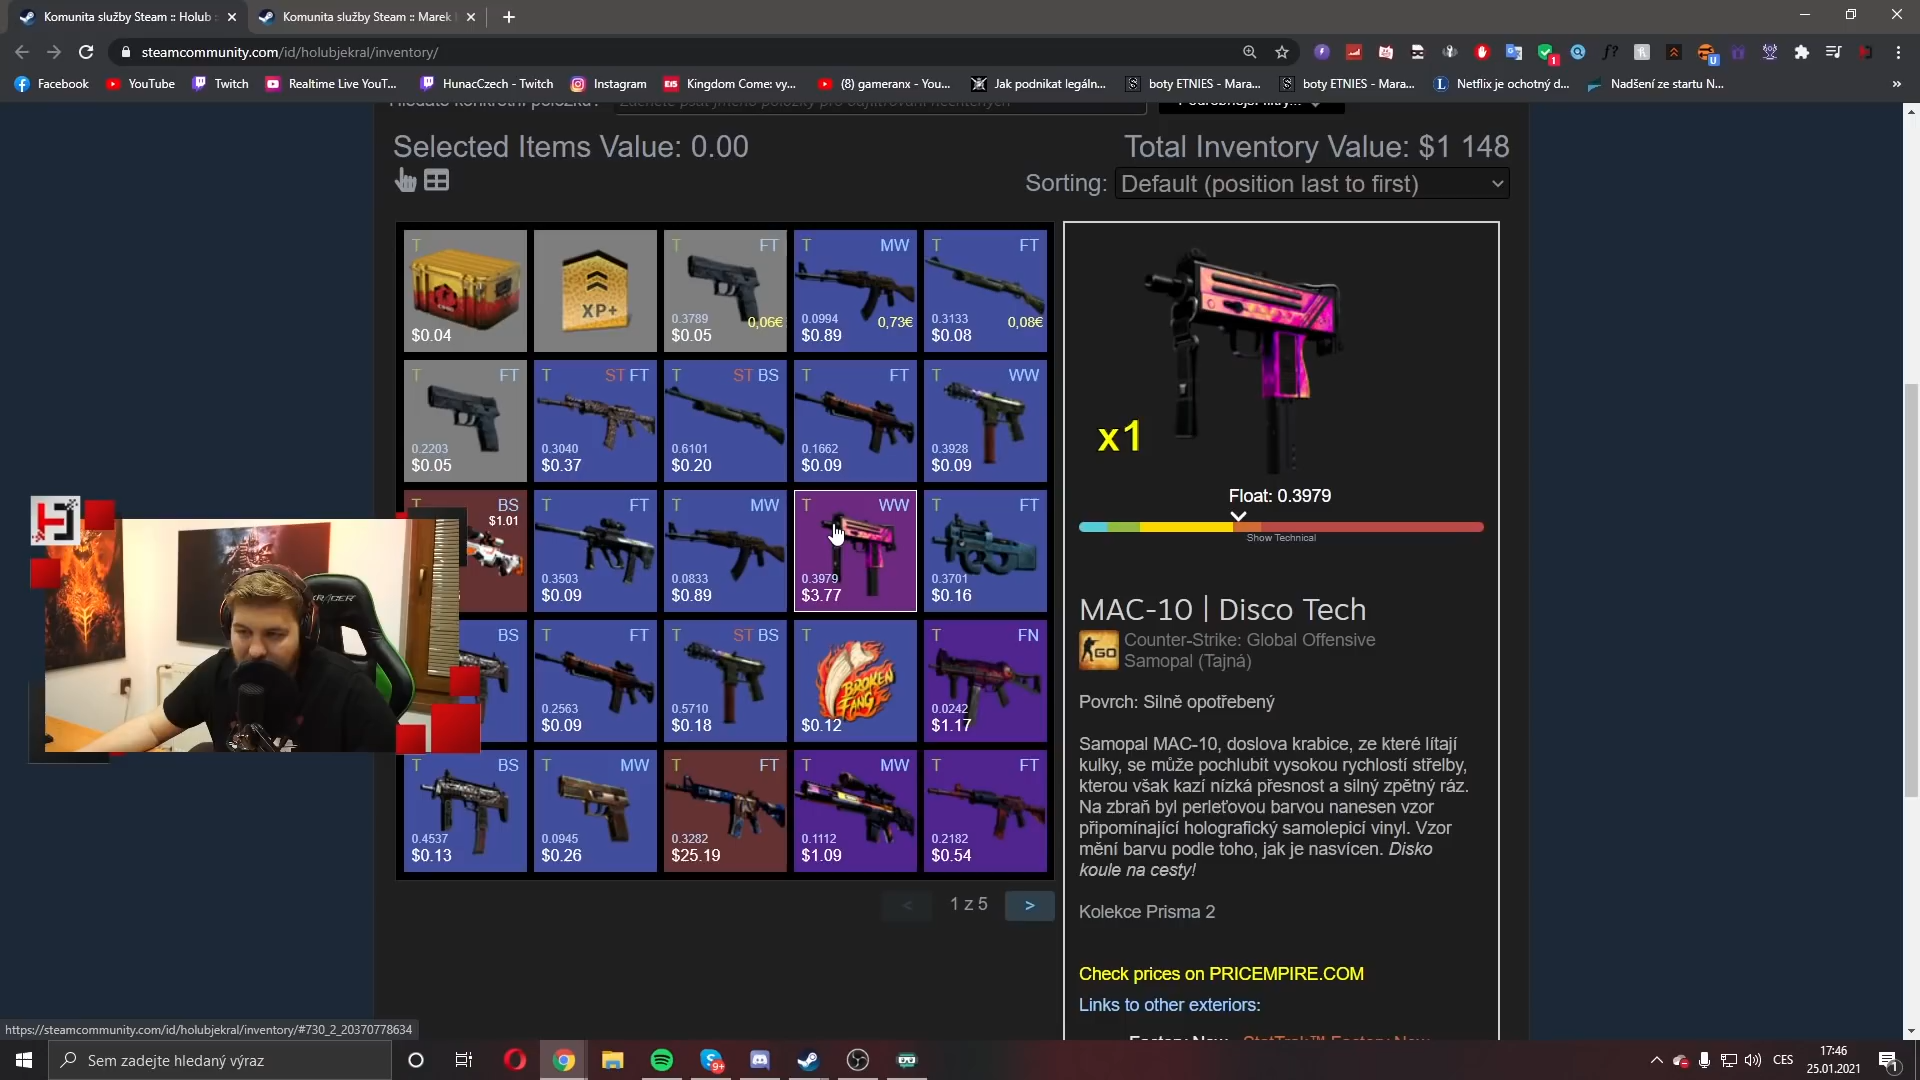 Komunita služby Steam :: Holub
Komunita služby Steam :: Marek
steamcommunity.com/id/holubjekral/inventory/
Facebook
YouTube
Twitch
Realtime Live YouT...
HunacCzech - Twitch
Instagram
Kingdom Come: vy...
(8) gameranx - You...
Jak podnikat legáln...
boty ETNIES - Mara...
boty ETNIES - Mara...
Netflix je ochotný d...
Nadšení ze startu N...
Selected Items Value: 0.00
Total Inventory Value: $1 148
Sorting: Default (position last to first)
T
$0.04
XP+
T FT
0.3789
$0.05 0,06€
T MW
0.0994
$0.89 0,73€
T FT
0.3133
$0.08 0,08€
T FT
0.2203
$0.05
T ST FT
0.3040
$0.37
T ST BS
0.6101
$0.20
T FT
0.1662
$0.09
T WW
0.3928
$0.09
T BS
$1.01
T FT
0.3503
$0.09
T MW
0.0833
$0.89
T WW
0.3979
$3.77
T FT
0.3701
$0.16
BS
T FT
0.2563
$0.09
T ST BS
0.5710
$0.18
T
BROKEN
FANG
$0.12
T FN
0.0242
$1.17
T BS
0.4537
$0.13
T MW
0.0945
$0.26
T FT
0.3282
$25.19
T MW
0.1112
$1.09
T FT
0.2182
$0.54
< 1 z 5 >
x1
Float: 0.3979
Show Technical
MAC-10 | Disco Tech
GO
Counter-Strike: Global Offensive
Samopal (Tajná)
Povrch: Silně opotřebený
Samopal MAC-10, doslova krabice, ze které lítají
kulky, se může pochlubit vysokou rychlostí střelby,
kterou však kazí nízká přesnost a silný zpětný ráz.
Na zbraň byl perleťovou barvou nanesen vzor
připomínající holografický samolepicí vinyl. Vzor
mění barvu podle toho, jak je nasvícen. Disko
koule na cesty!
Kolekce Prisma 2
Check prices on PRICEMPIRE.COM
Links to other exteriors:
Factory New - StatTrak™ Factory New
https://steamcommunity.com/id/holubjekral/inventory/#730_2_20370778634
Sem zadejte hledaný výraz
CES
17:46
25.01.2021